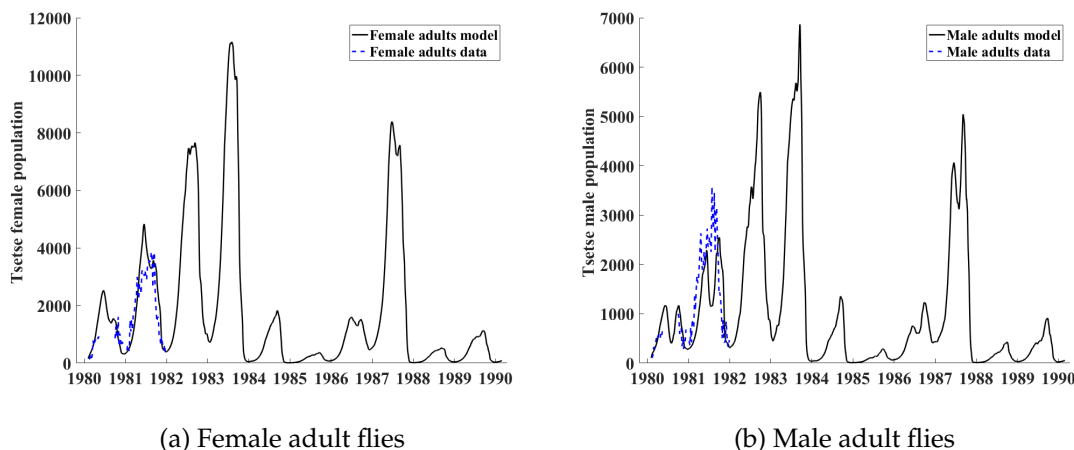 Tsetse female population
12000
10000
8000
6000
4000
2000
0
1980 1981 1982 1983 1984 1985 1986 1987 1988 1989 1990
Female adults model
Female adults data
(a) Female adult flies
Tsetse male population
7000
6000
5000
4000
3000
2000
1000
0
1980 1981 1982 1983 1984 1985 1986 1987 1988 1989 1990
Male adults model
Male adults data
(b) Male adult flies